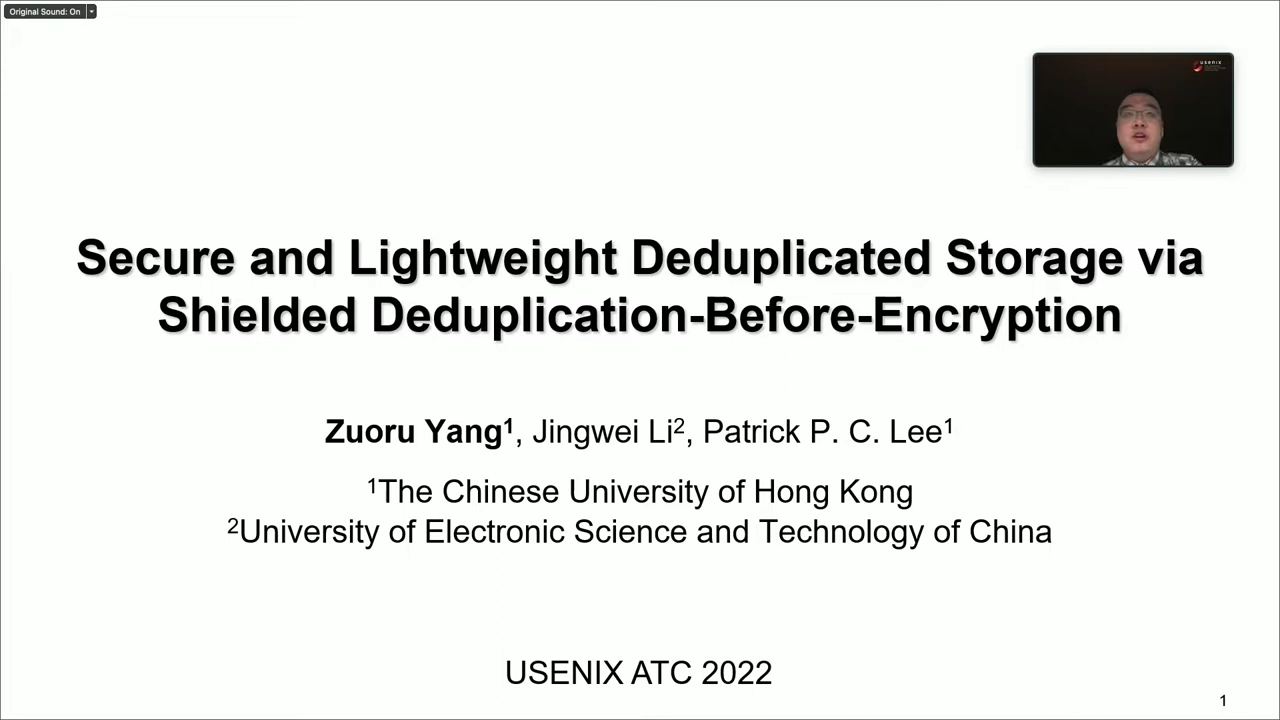 Original Sound: On
usenix
Secure and Lightweight Deduplicated Storage via
Shielded Deduplication-Before-Encryption
Zuoru Yang¹, Jingwei Li², Patrick P. C. Lee¹
¹The Chinese University of Hong Kong
²University of Electronic Science and Technology of China
USENIX ATC 2022
1